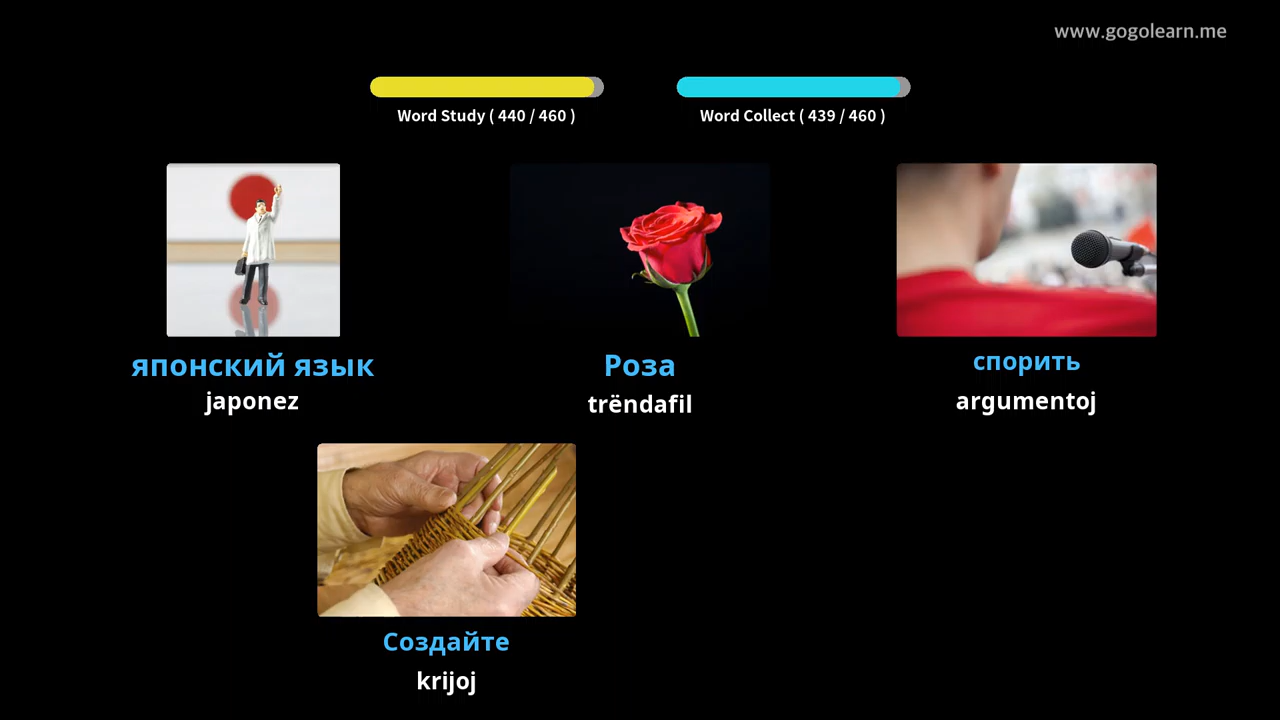 www.gogolearn.me
Word Study ( 440 / 460 )
Word Collect ( 439 / 460 )
японский язык
japonez
Роза
trëndafil
спорить
argumentoj
Создайте
krijoj